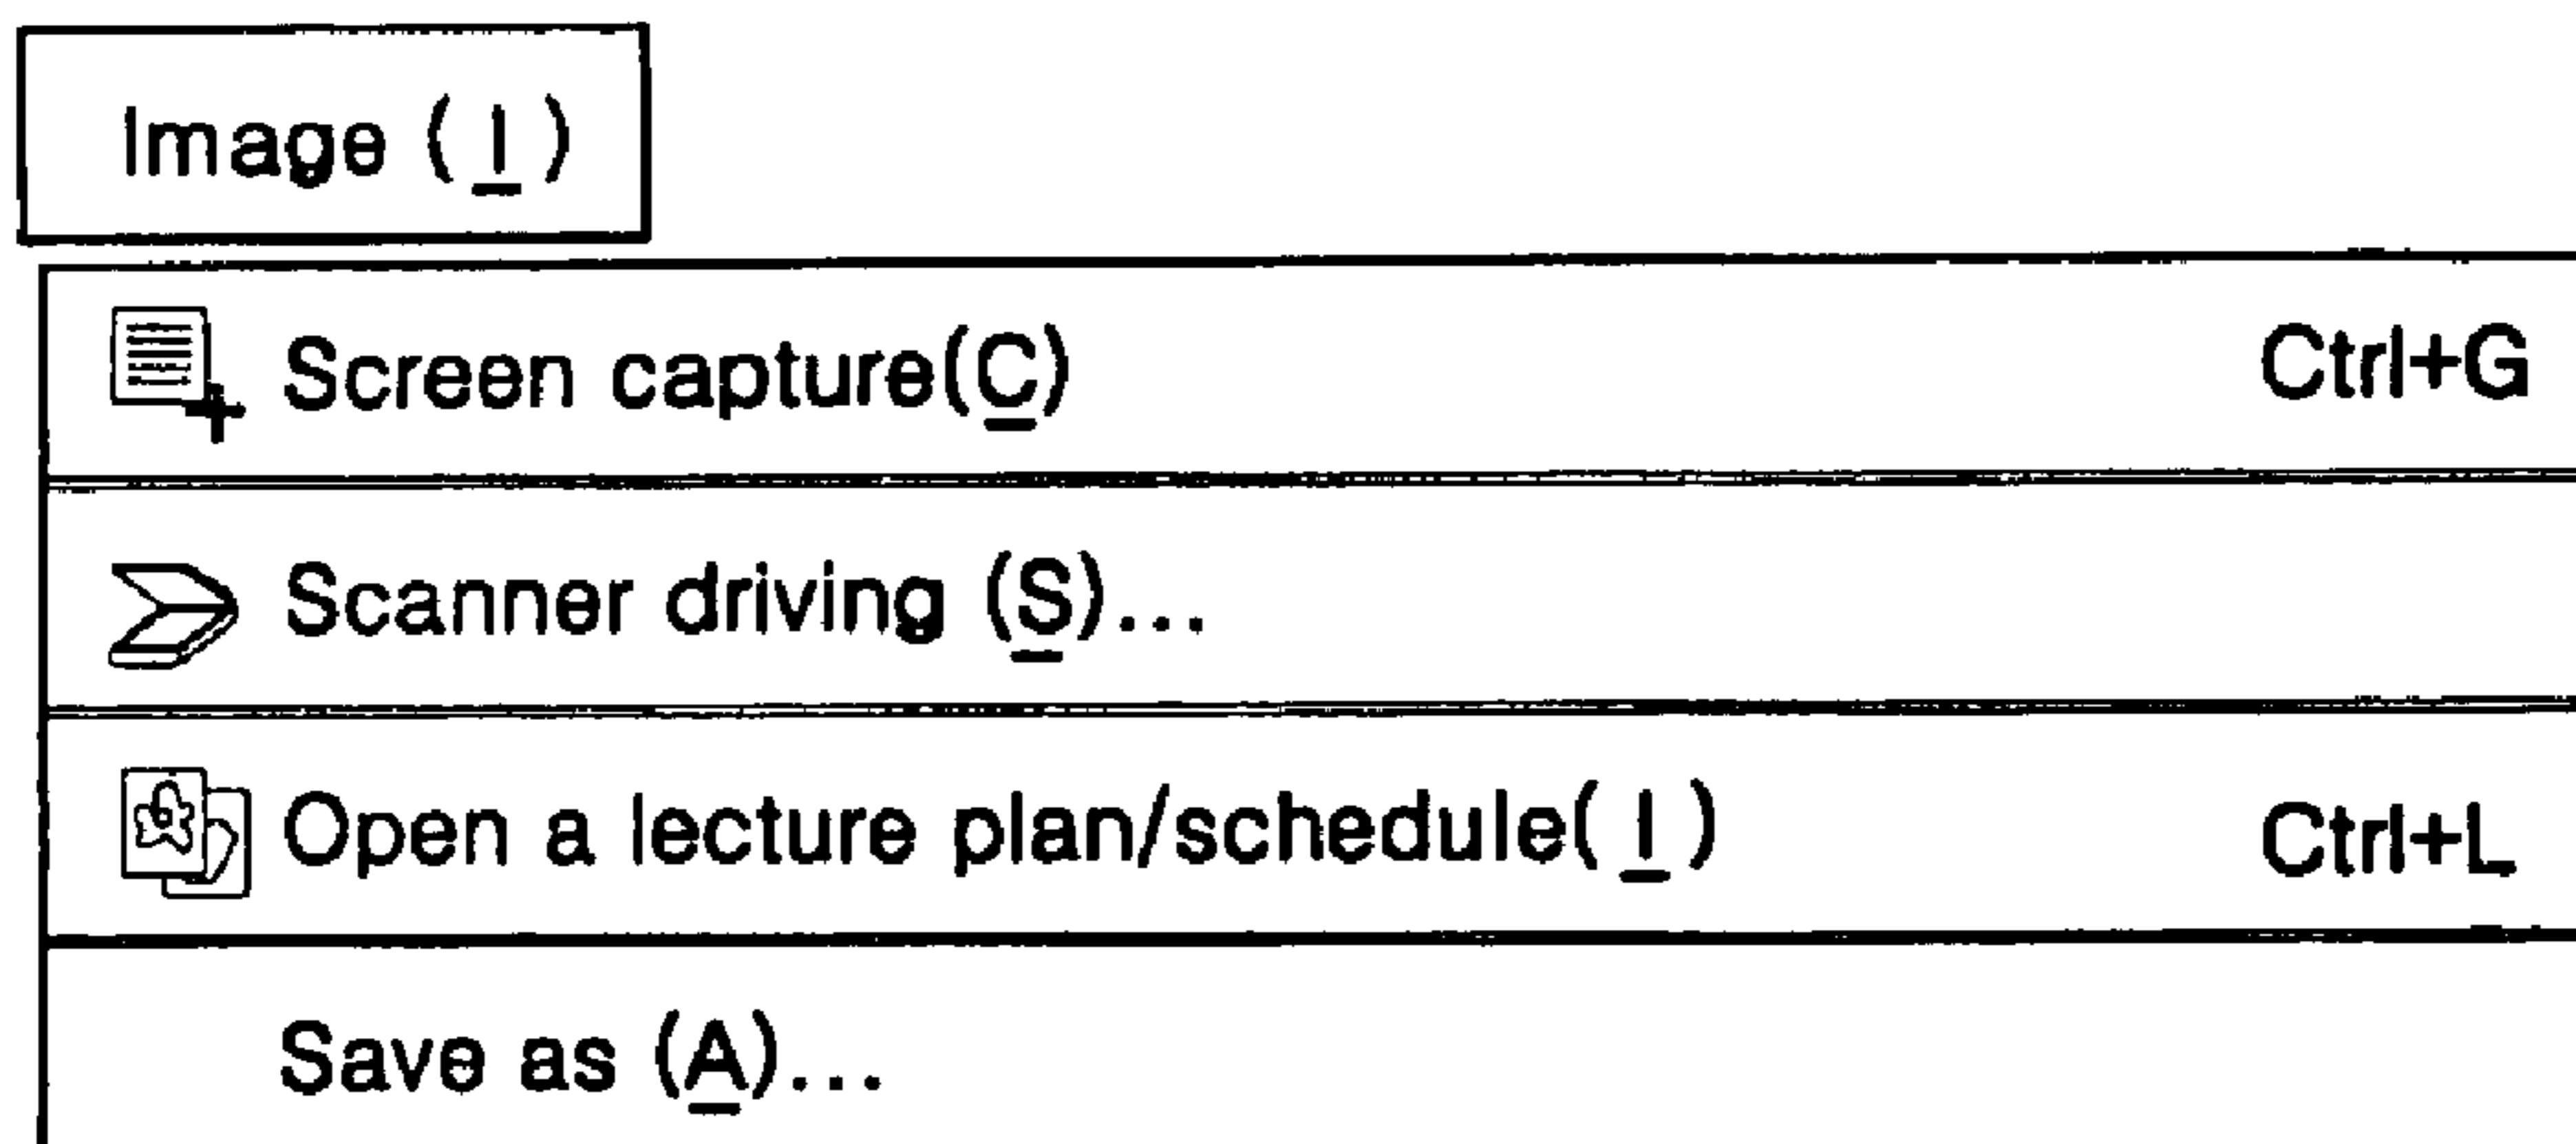 Image ( I )
Screen capture(C) Ctrl+G
Scanner driving (S)...
Open a lecture plan/schedule( I ) Ctrl+L
Save as (A)...